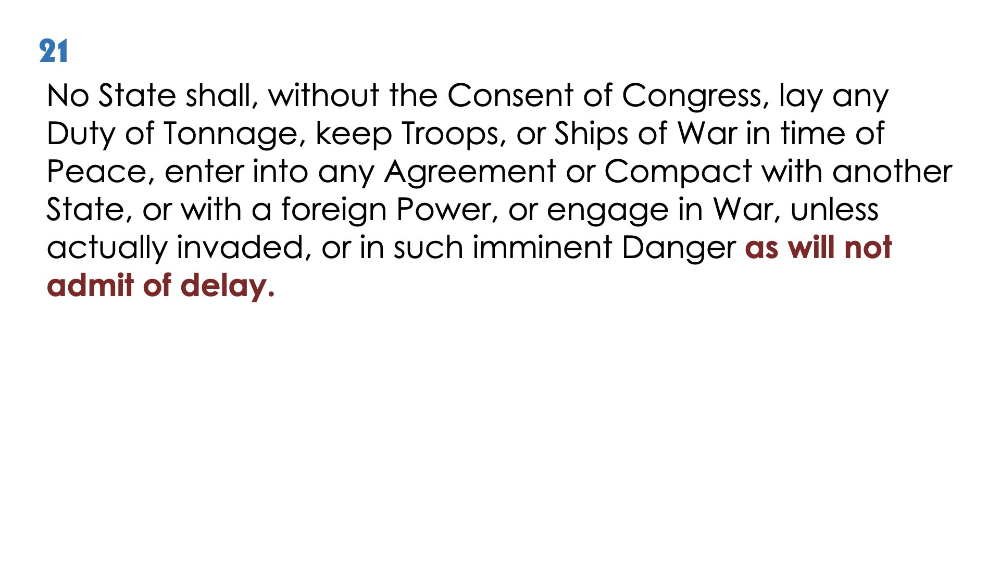 21
No State shall, without the Consent of Congress, lay any
Duty of Tonnage, keep Troops, or Ships of War in time of
Peace, enter into any Agreement or Compact with another
State, or with a foreign Power, or engage in War, unless
actually invaded, or in such imminent Danger as will not
admit of delay.